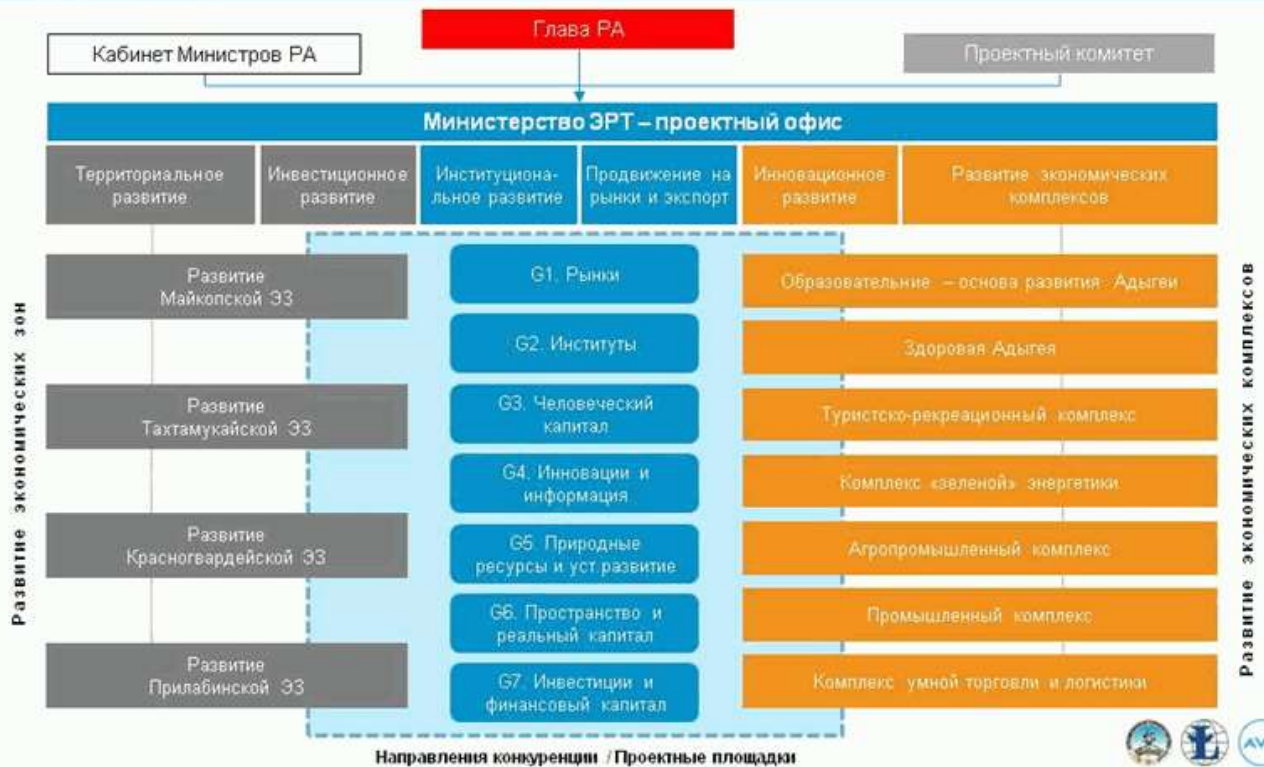 Глава РА
Кабинет Министров РА
Проектный комитет
Министерство ЭРТ – проектный офис
Территориальное
развитие
Инвестиционное
развитие
Институциона-
льное развитие
Продвижение на
рынки и экспорт
Инновационное
развитие
Развитие экономических
комплексов
Развитие экономических зон
Развитие
Майкопской ЭЗ
Развитие
Тахтамукайской ЭЗ
Развитие
Красногвардейской ЭЗ
Развитие
Прилабинской ЭЗ
G1. Рынки
G2. Институты
G3. Человеческий
капитал
G4. Инновации и
информация
G5. Природные
ресурсы и уст развитие
G6. Пространство и
реальный капитал
G7. Инвестиции и
финансовый капитал
Образовательние – основа развития Адыгеи
Здоровая Адыгея
Туристско-рекреационный комплекс
Комплекс «зеленой» энергетики
Агропромышленный комплекс
Промышленный комплекс
Комплекс умной торговли и логистики
Развитие экономических комплексов
Направления конкуренции / Проектные площадки